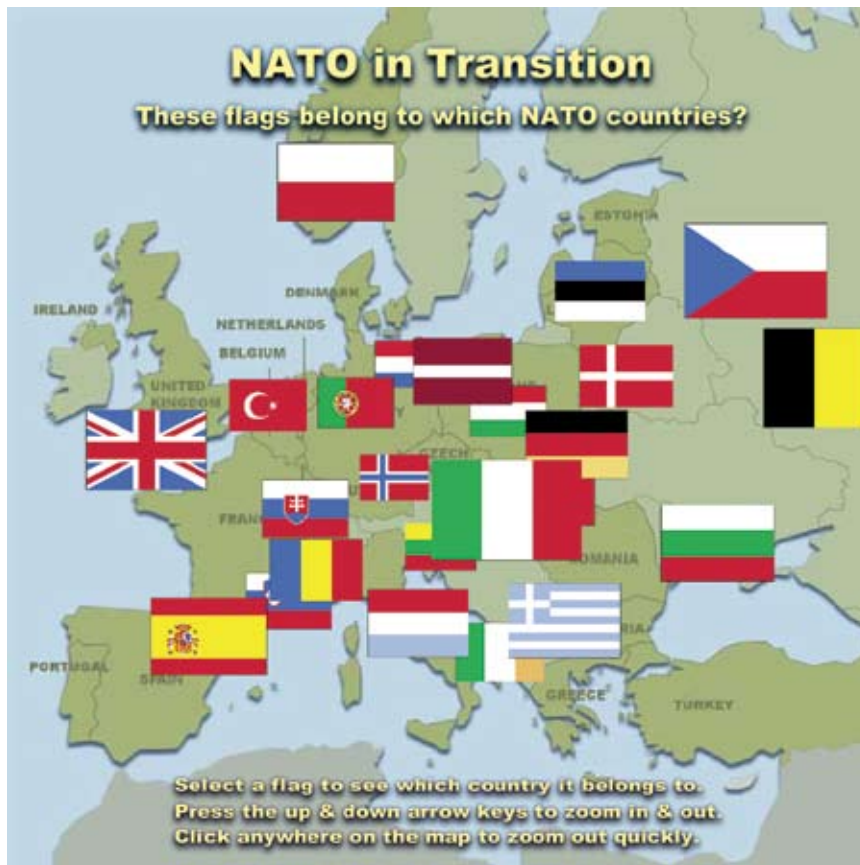 NATO in Transition
These flags belong to which NATO countries?
ESTONIA
DENMARK
IRELAND
NETHERLANDS
BELGIUM
UNITED
KINGDOM
CZECH
ROMANIA
PORTUGAL
SPAIN
GREECE
TURKEY
Select a flag to see which country it belongs to.
Press the up & down arrow keys to zoom in & out.
Click anywhere on the map to zoom out quickly.